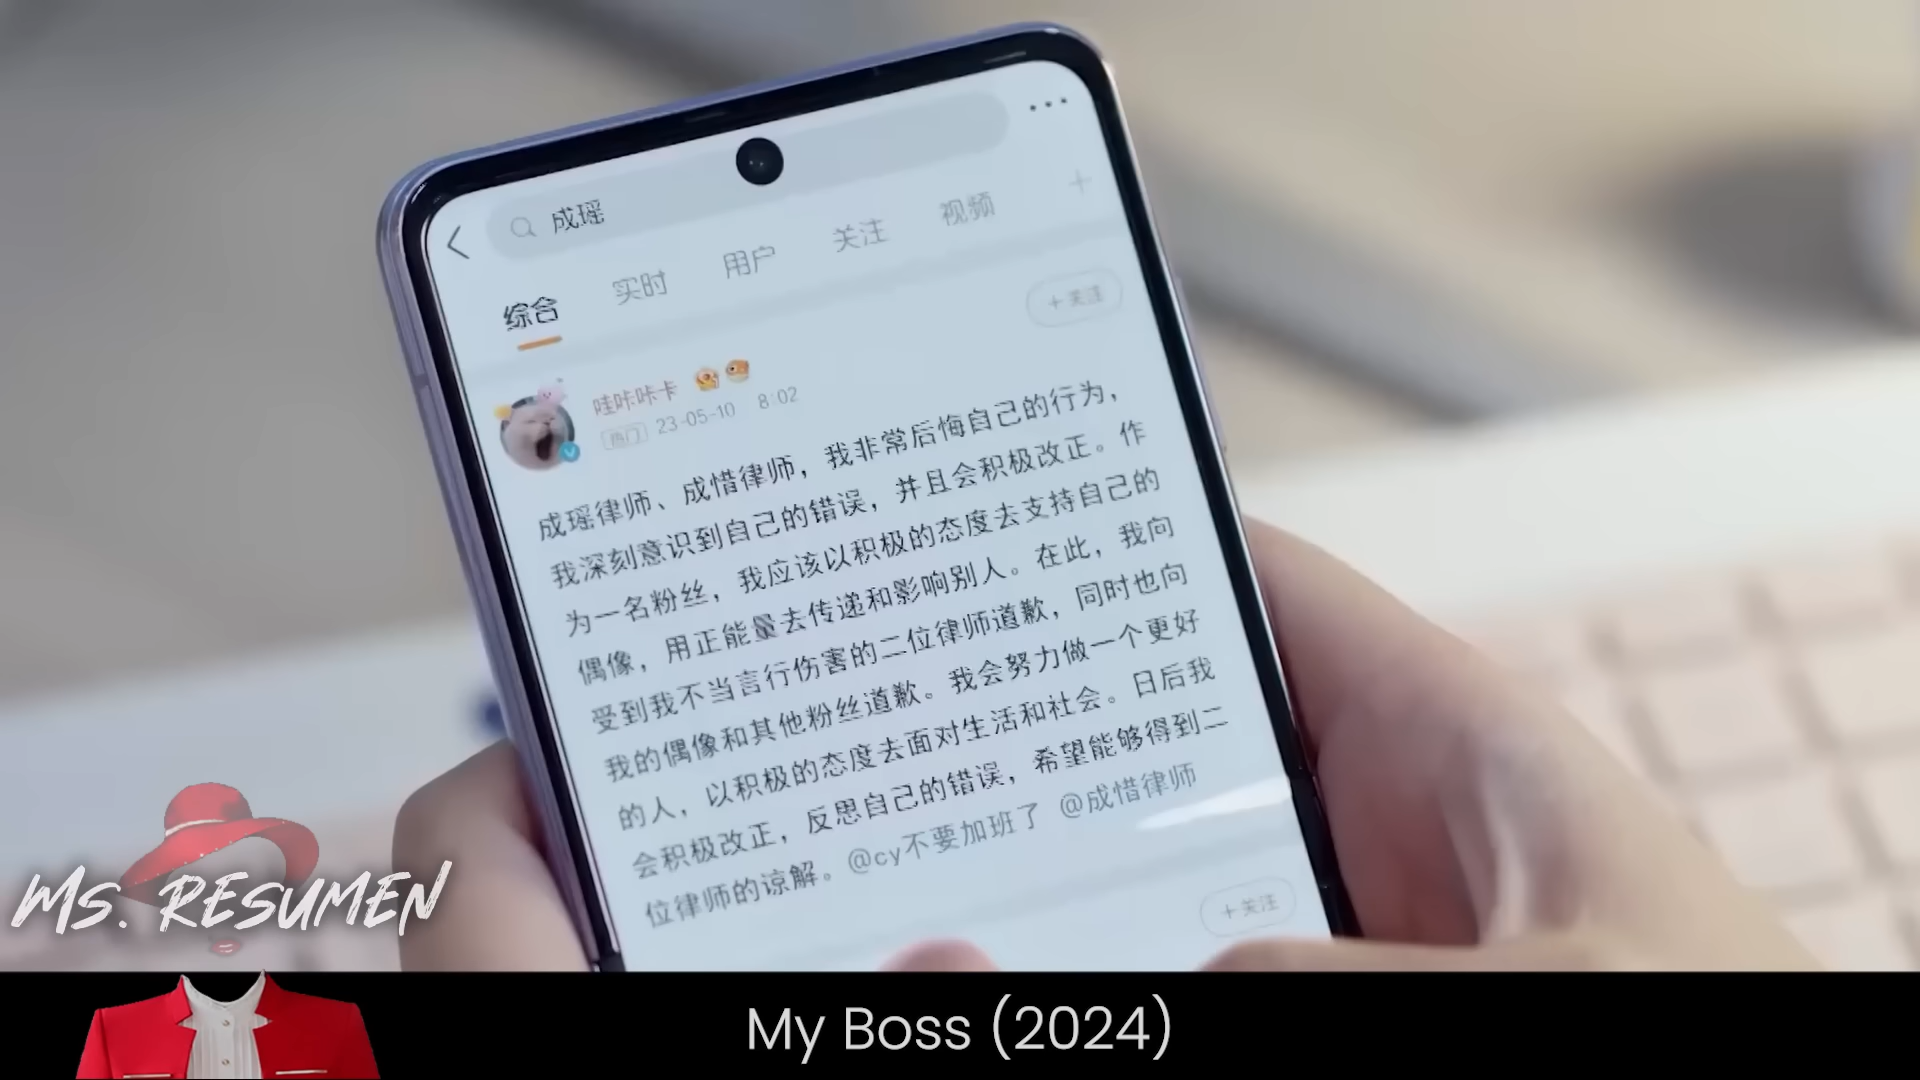 成瑶
综合 实时 用户 关注 视频
+关注
哇咔咔卡
热门 23-05-10 8:02
成瑶律师、成惜律师，我非常后悔自己的行为，
我深刻意识到自己的错误，并且会积极改正。作
为一名粉丝，我应该以积极的态度去支持自己的
偶像，用正能量去传递和影响别人。在此，我向
受到我不当言行伤害的二位律师道歉，同时也向
我的偶像和其他粉丝道歉。我会努力做一个更好
的人，以积极的态度去面对生活和社会。日后我
会积极改正，反思自己的错误，希望能够得到二
位律师的谅解。@cy不要加班了 @成惜律师
+关注
MS. RESUMEN
My Boss (2024)